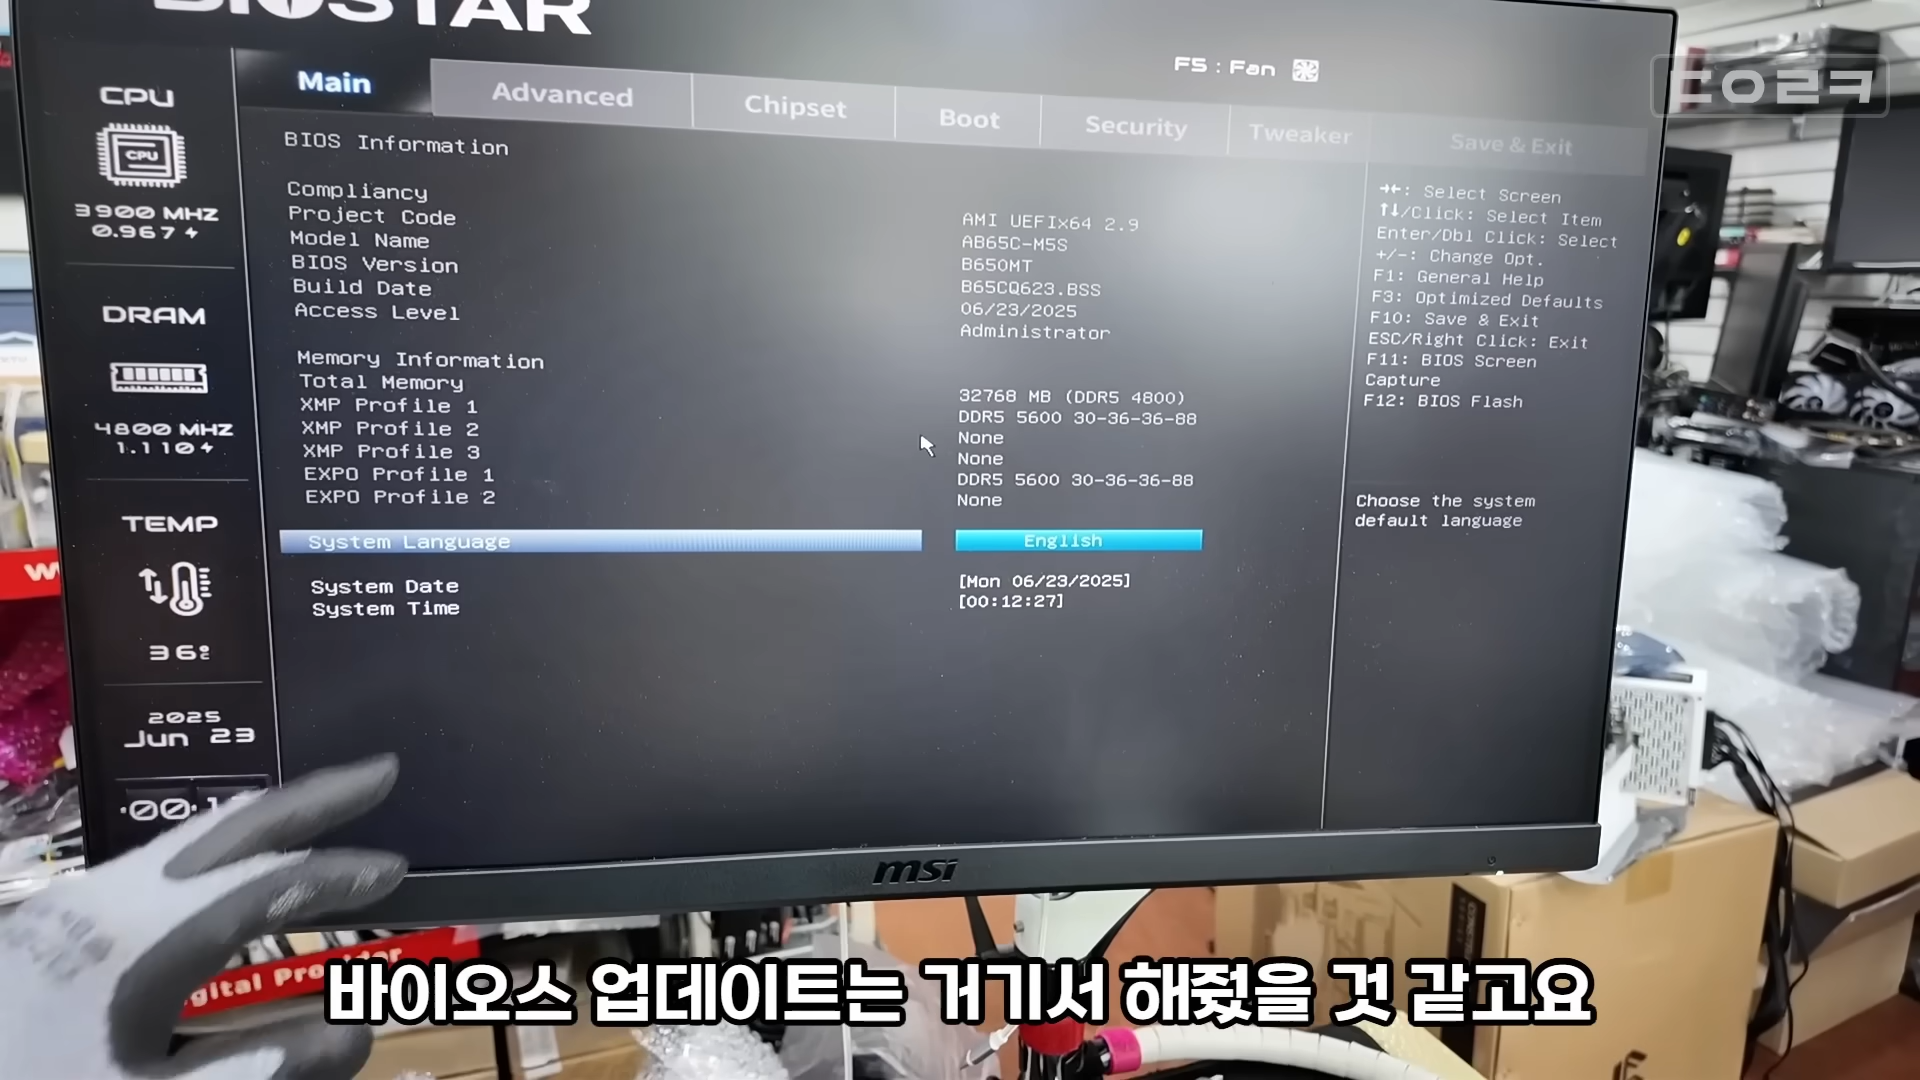 BIOSTAR
F5 : Fan
Main
Advanced
Chipset
Boot
Security
Tweaker
Save & Exit
CPU
CPU
3900 MHZ
0.967
DRAM
4800 MHZ
1.110
TEMP
36°C
2025
Jun 23
BIOS Information
Compliancy
Project Code
Model Name
BIOS Version
Build Date
Access Level
AMI UEFIx64 2.9
AB65C-M5S
B650MT
B65CQ623.BSS
06/23/2025
Administrator
Memory Information
Total Memory
XMP Profile 1
XMP Profile 2
XMP Profile 3
EXPO Profile 1
EXPO Profile 2
32768 MB (DDR5 4800)
DDR5 5600 30-36-36-88
None
None
DDR5 5600 30-36-36-88
None
System Language
English
System Date
[Mon 06/23/2025]
System Time
[00:12:27]
→←: Select Screen
↑↓/Click: Select Item
Enter/Dbl Click: Select
+/-: Change Opt.
F1: General Help
F3: Optimized Defaults
F10: Save & Exit
ESC/Right Click: Exit
F11: BIOS Screen
Capture
F12: BIOS Flash
Choose the system
default language
msi
gital Provider
바이오스 업데이트는 거기서 해줬을 것 같고요